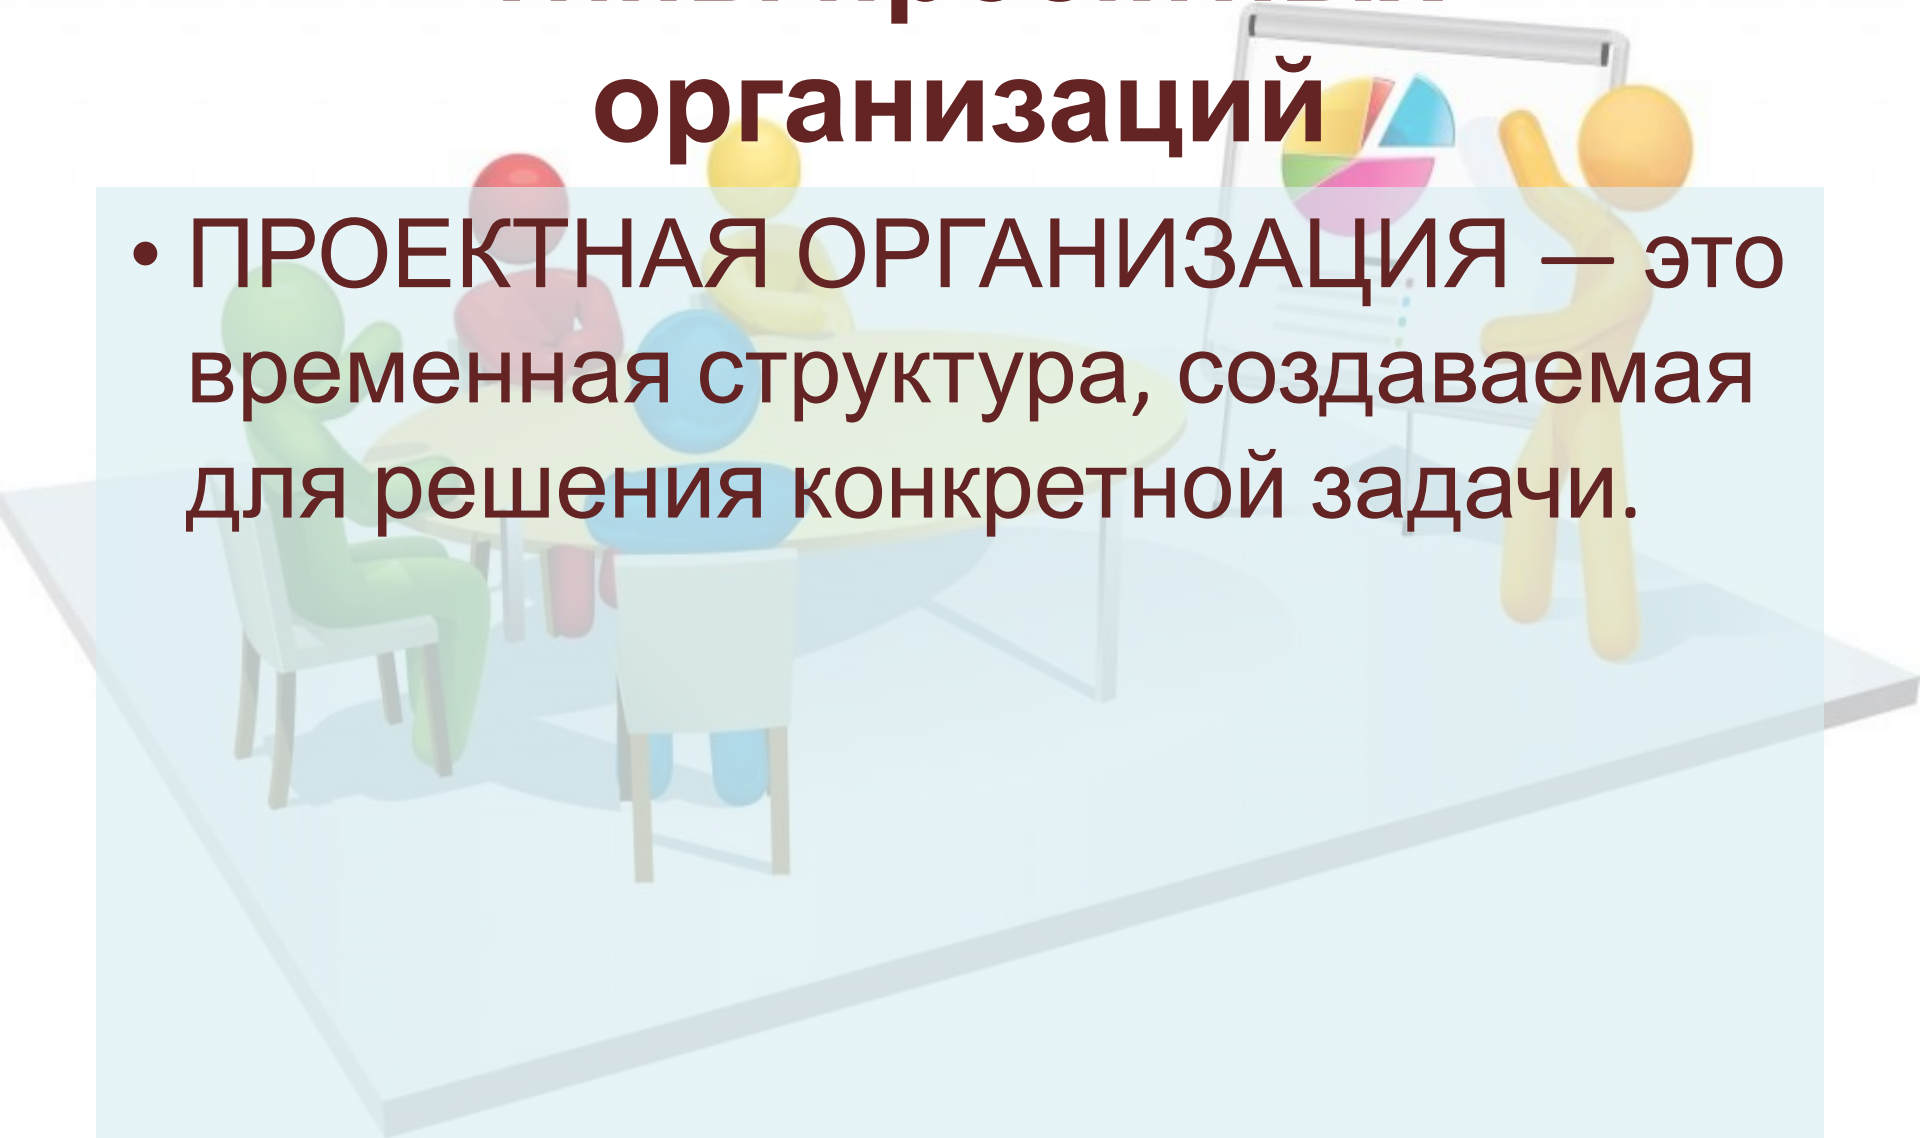 организаций
• ПРОЕКТНАЯ ОРГАНИЗАЦИЯ — это
временная структура, создаваемая
для решения конкретной задачи.